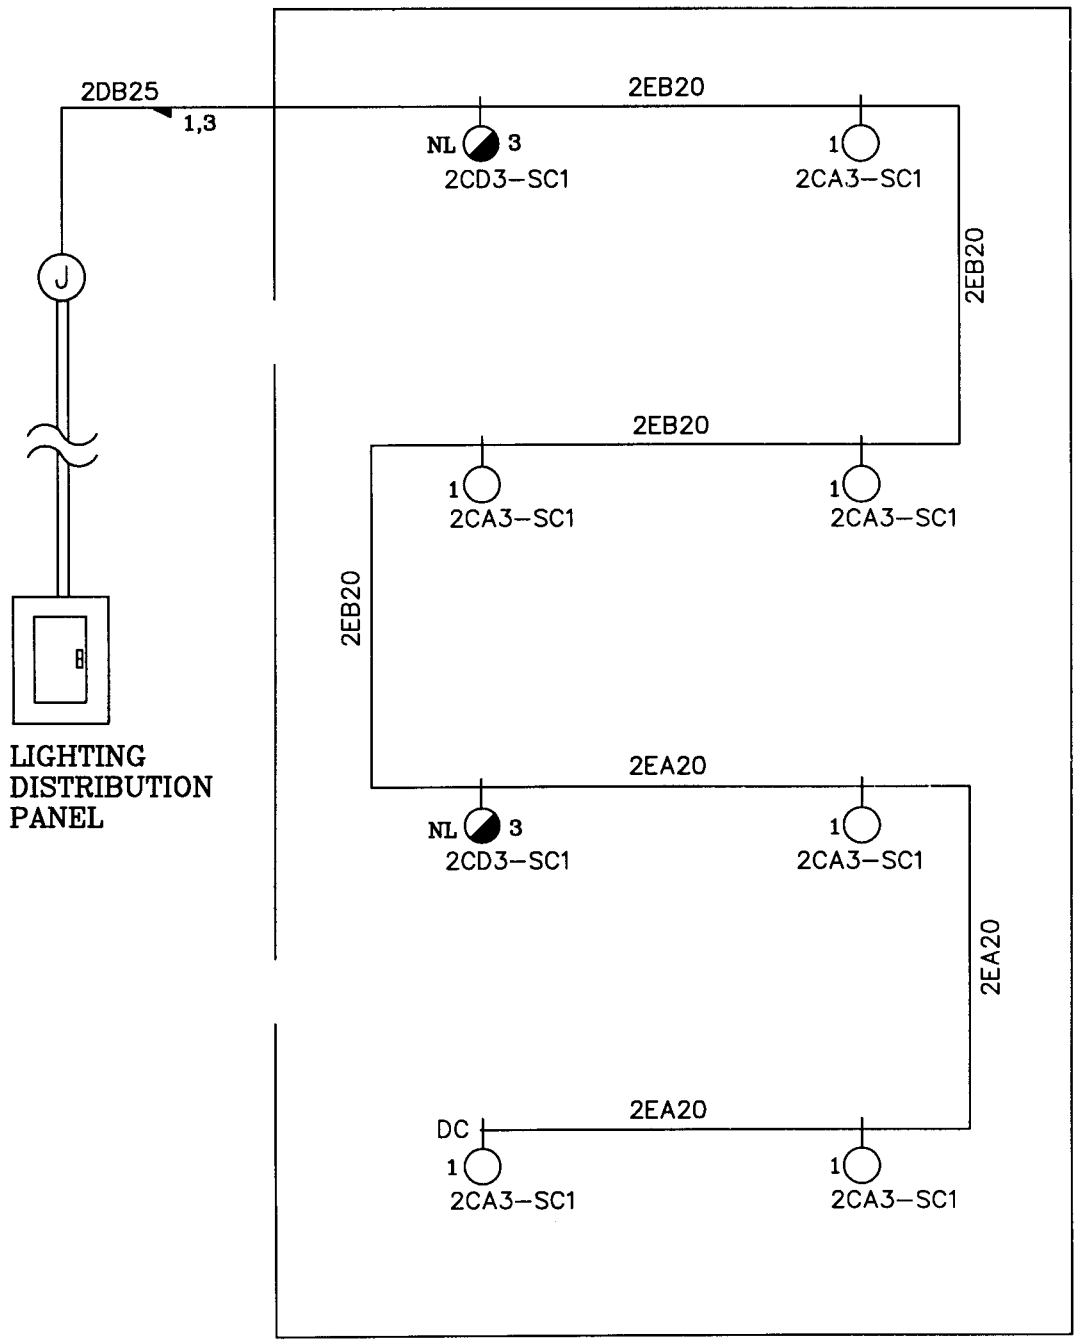 2DB25
2EB20
1,3
NL 3
1
2CD3-SC1
2CA3-SC1
2EB20
J
2EB20
1
1
2CA3-SC1
2CA3-SC1
2EB20
LIGHTING
DISTRIBUTION
PANEL
2EA20
NL 3
1
2CD3-SC1
2CA3-SC1
2EA20
2EA20
DC
1
1
2CA3-SC1
2CA3-SC1